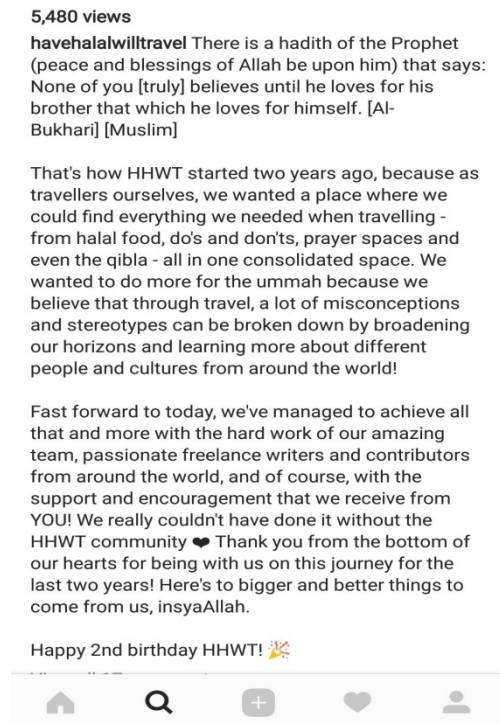 5,480 views
havehalalwilltravel There is a hadith of the Prophet
(peace and blessings of Allah be upon him) that says:
None of you [truly] believes until he loves for his
brother that which he loves for himself. [Al-
Bukhari] [Muslim]
That's how HHWT started two years ago, because as
travellers ourselves, we wanted a place where we
could find everything we needed when travelling -
from halal food, do's and don'ts, prayer spaces and
even the qibla - all in one consolidated space. We
wanted to do more for the ummah because we
believe that through travel, a lot of misconceptions
and stereotypes can be broken down by broadening
our horizons and learning more about different
people and cultures from around the world!
Fast forward to today, we've managed to achieve all
that and more with the hard work of our amazing
team, passionate freelance writers and contributors
from around the world, and of course, with the
support and encouragement that we receive from
YOU! We really couldn't have done it without the
HHWT community ❤ Thank you from the bottom of
our hearts for being with us on this journey for the
last two years! Here's to bigger and better things to
come from us, insyaAllah.
Happy 2nd birthday HHWT! 🎉